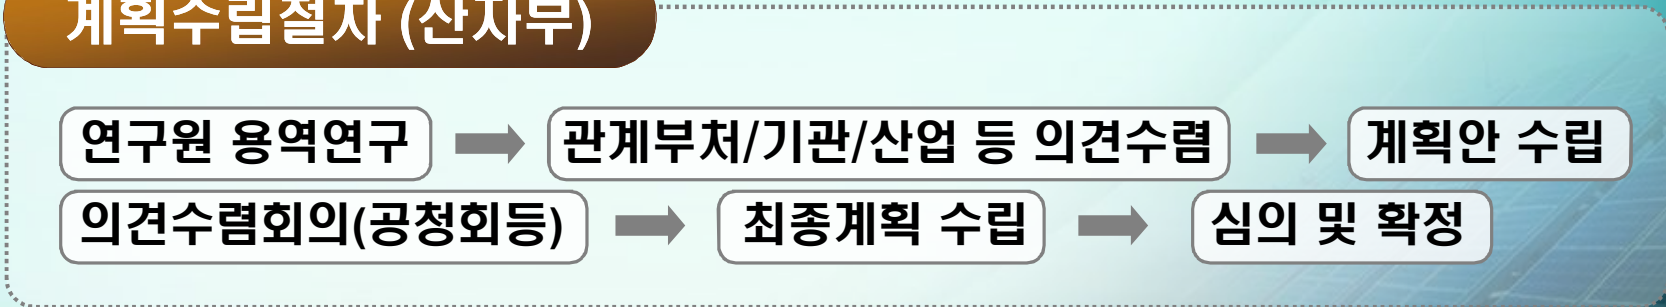 계획수립절차 (산자부)
연구원 용역연구 관계부처/기관/산업 등 의견수렴 계획안 수립
의견수렴회의(공청회등) 최종계획 수립 심의 및 확정